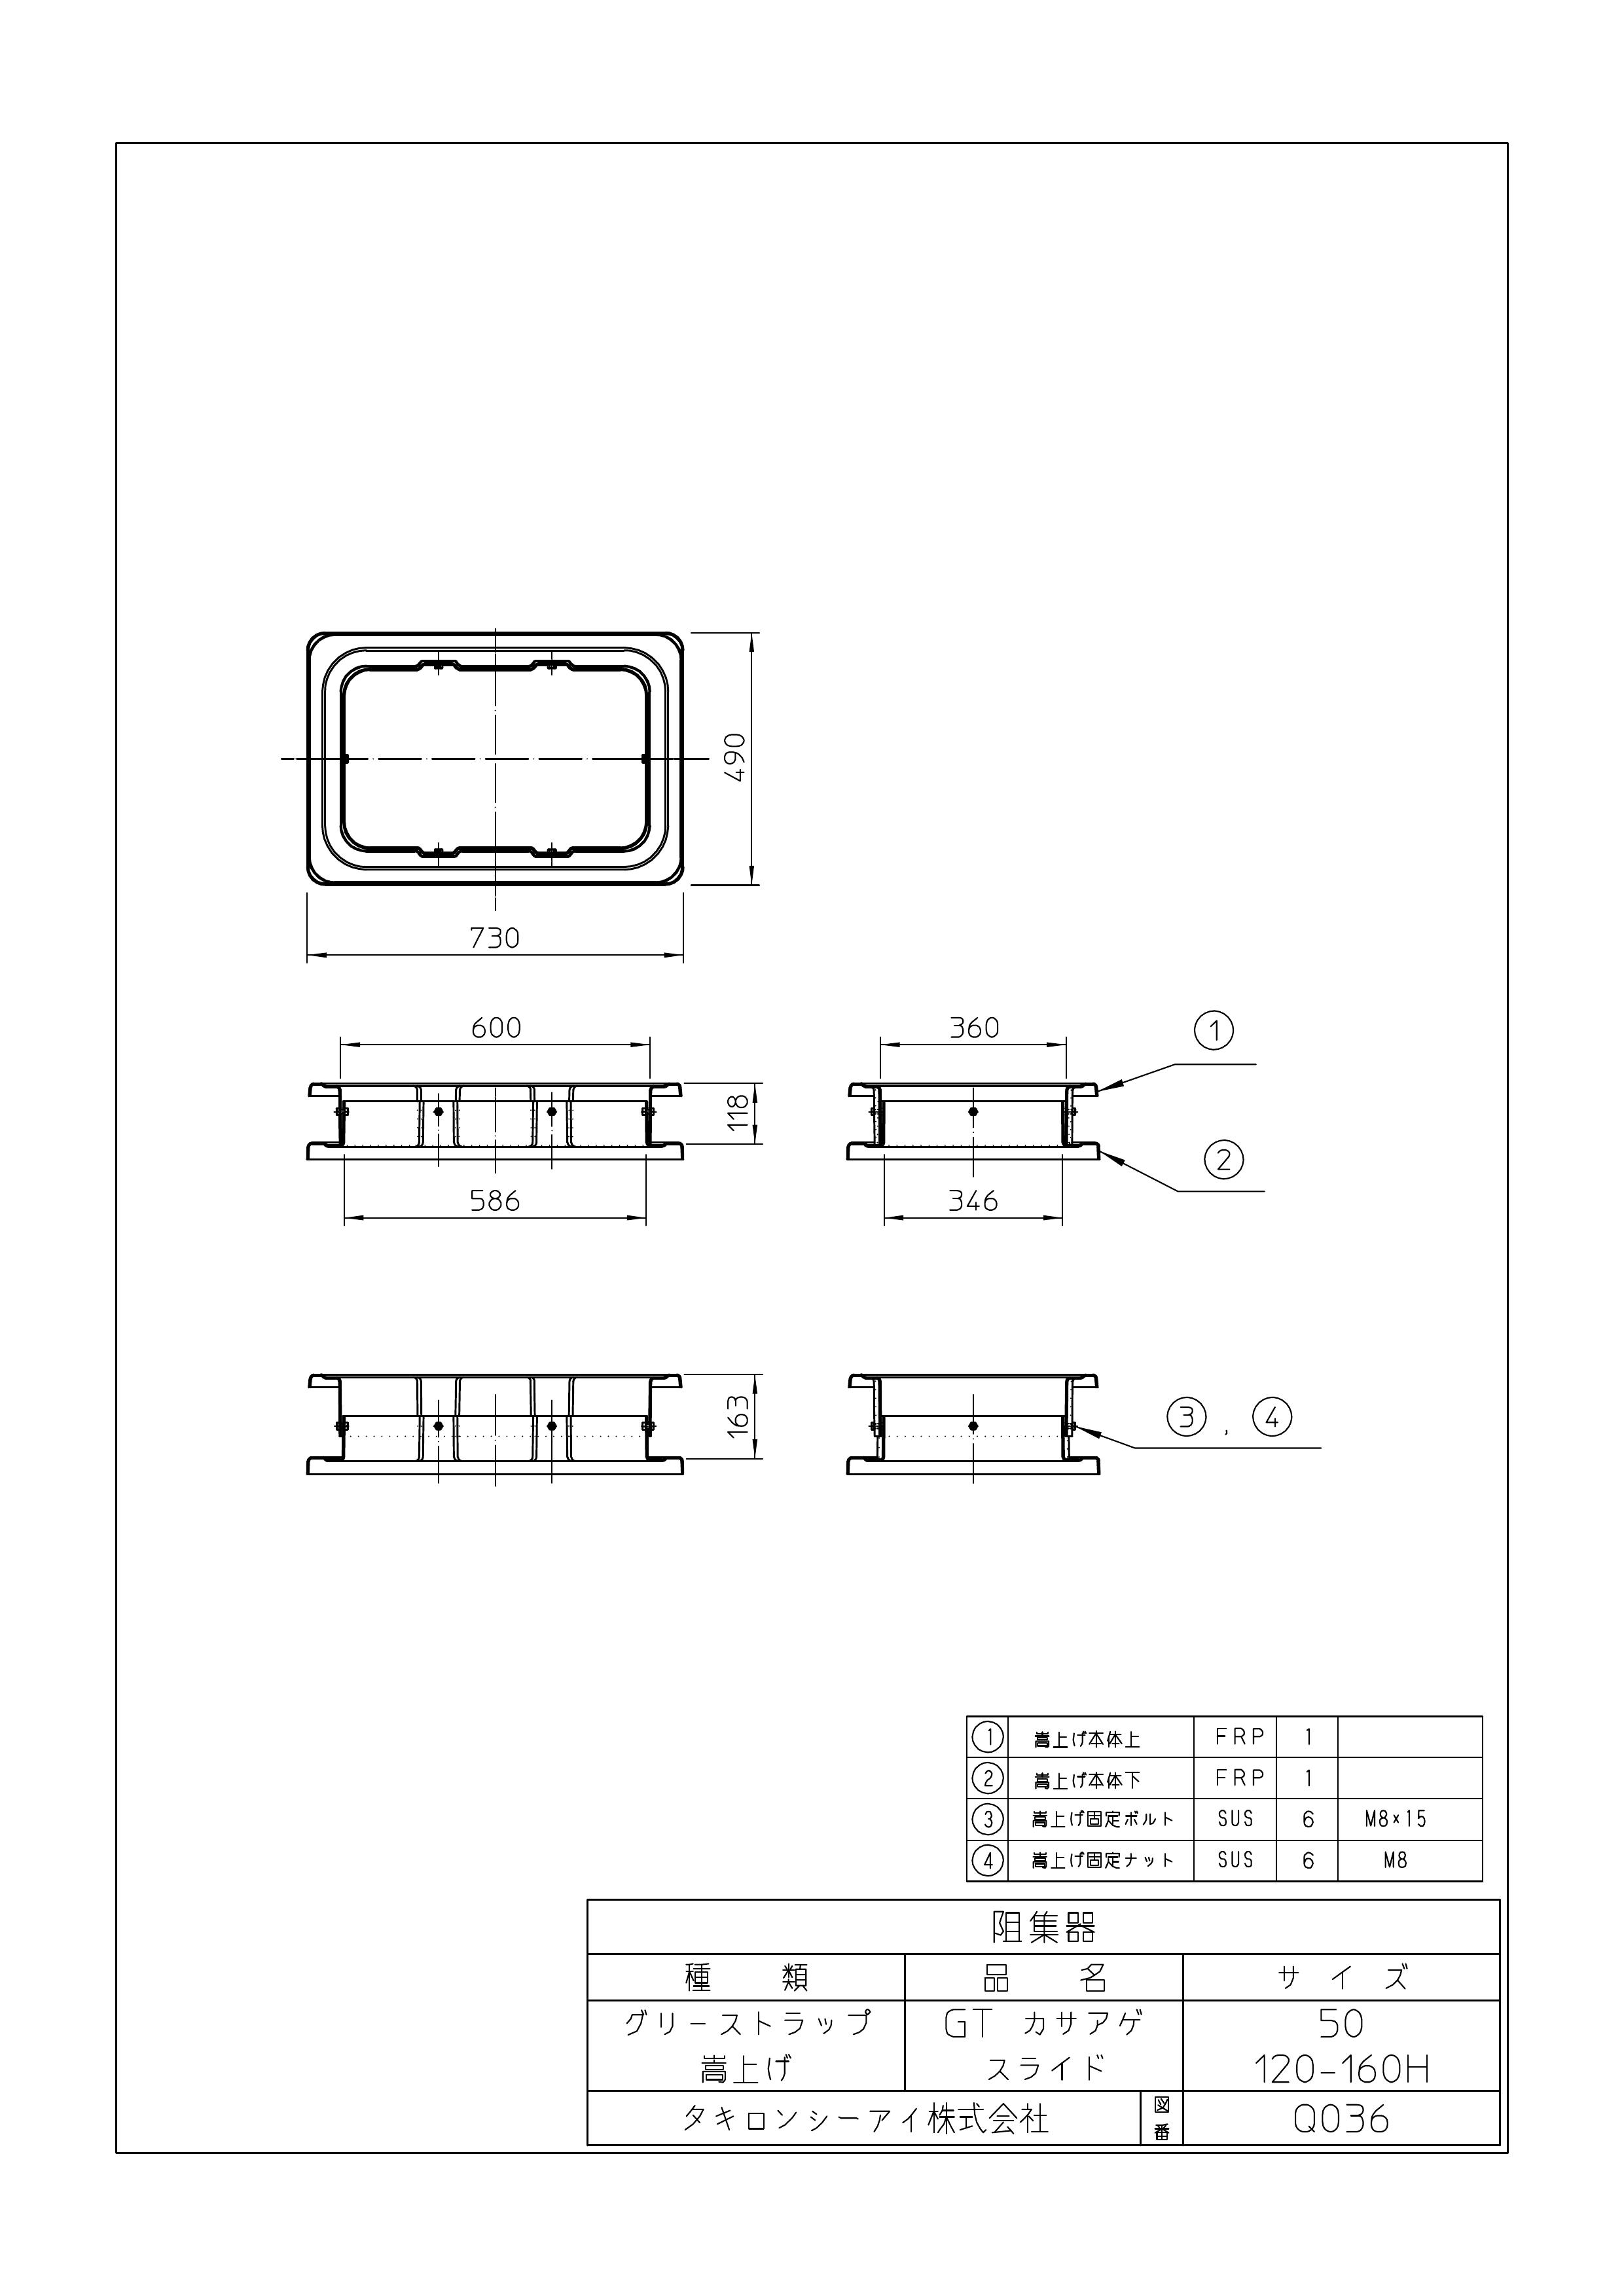 490
730
600
360
①
118
②
586
346
163
③ , ④
① 嵩上げ本体上 FRP 1
② 嵩上げ本体下 FRP 1
③ 嵩上げ固定ボルト SUS 6 M8×15
④ 嵩上げ固定ナット SUS 6 M8
阻集器
種類 品名 サイズ
グリーストラップ GT カサアゲ 50
嵩上げ スライド 120-160H
タキロンシーアイ株式会社 図番 Q036